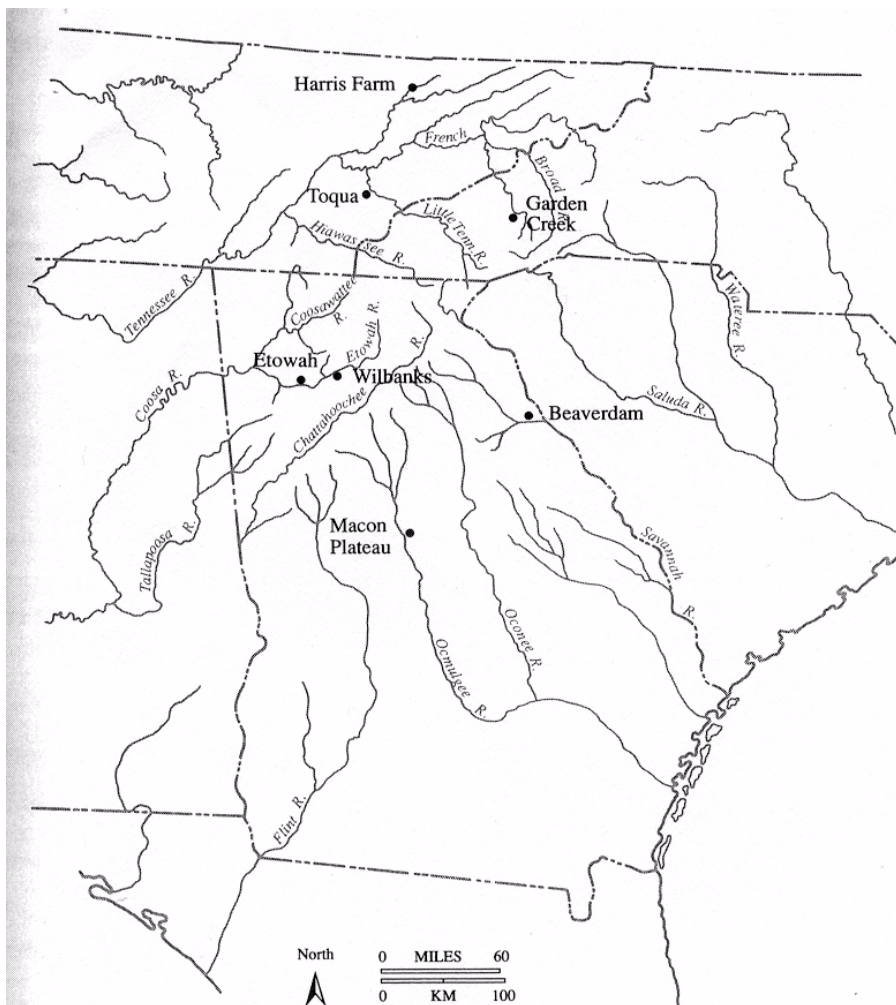 Harris Farm
French
Broad
R.
Toqua
Garden
Creek
Little Tenn. R.
Hiawassee R.
Tennessee R.
Coosawattee
R.
Wateree R.
Etowah R.
Etowah
Wilbanks
Coosa R.
Chattahoochee
R.
Beaverdam
Saluda R.
Macon
Plateau
Tallapoosa
R.
Savannah
R.
Oconee R.
Ocmulgee
R.
Flint R.
North
0 MILES 60
0 KM 100